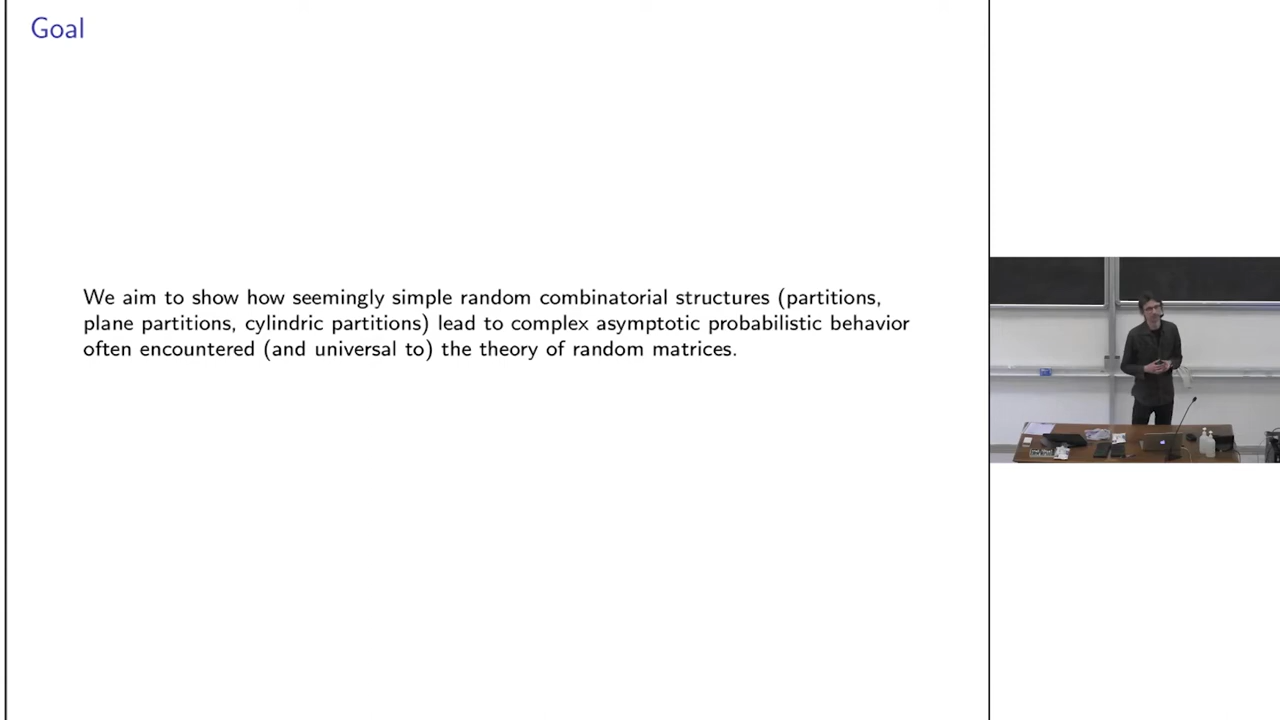 Goal
We aim to show how seemingly simple random combinatorial structures (partitions,
plane partitions, cylindric partitions) lead to complex asymptotic probabilistic behavior
often encountered (and universal to) the theory of random matrices.